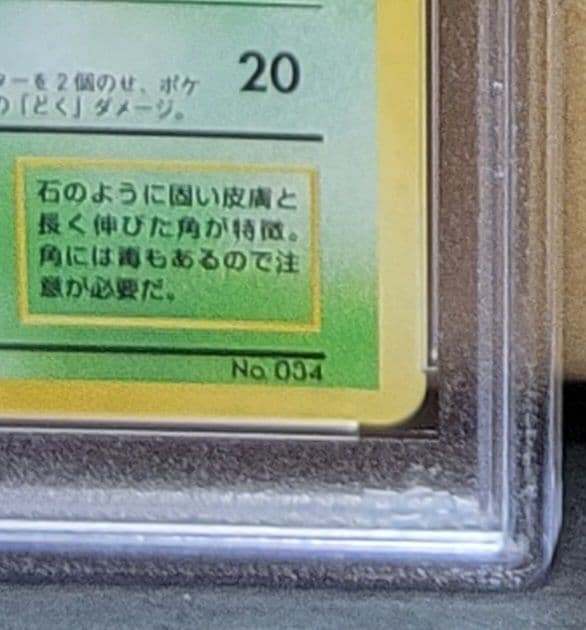 ターを2個のせ、ポケ 20
の「どく」ダメージ。
石のように固い皮膚と
長く伸びた角が特徴。
角には毒もあるので注
意が必要だ。
No. 034